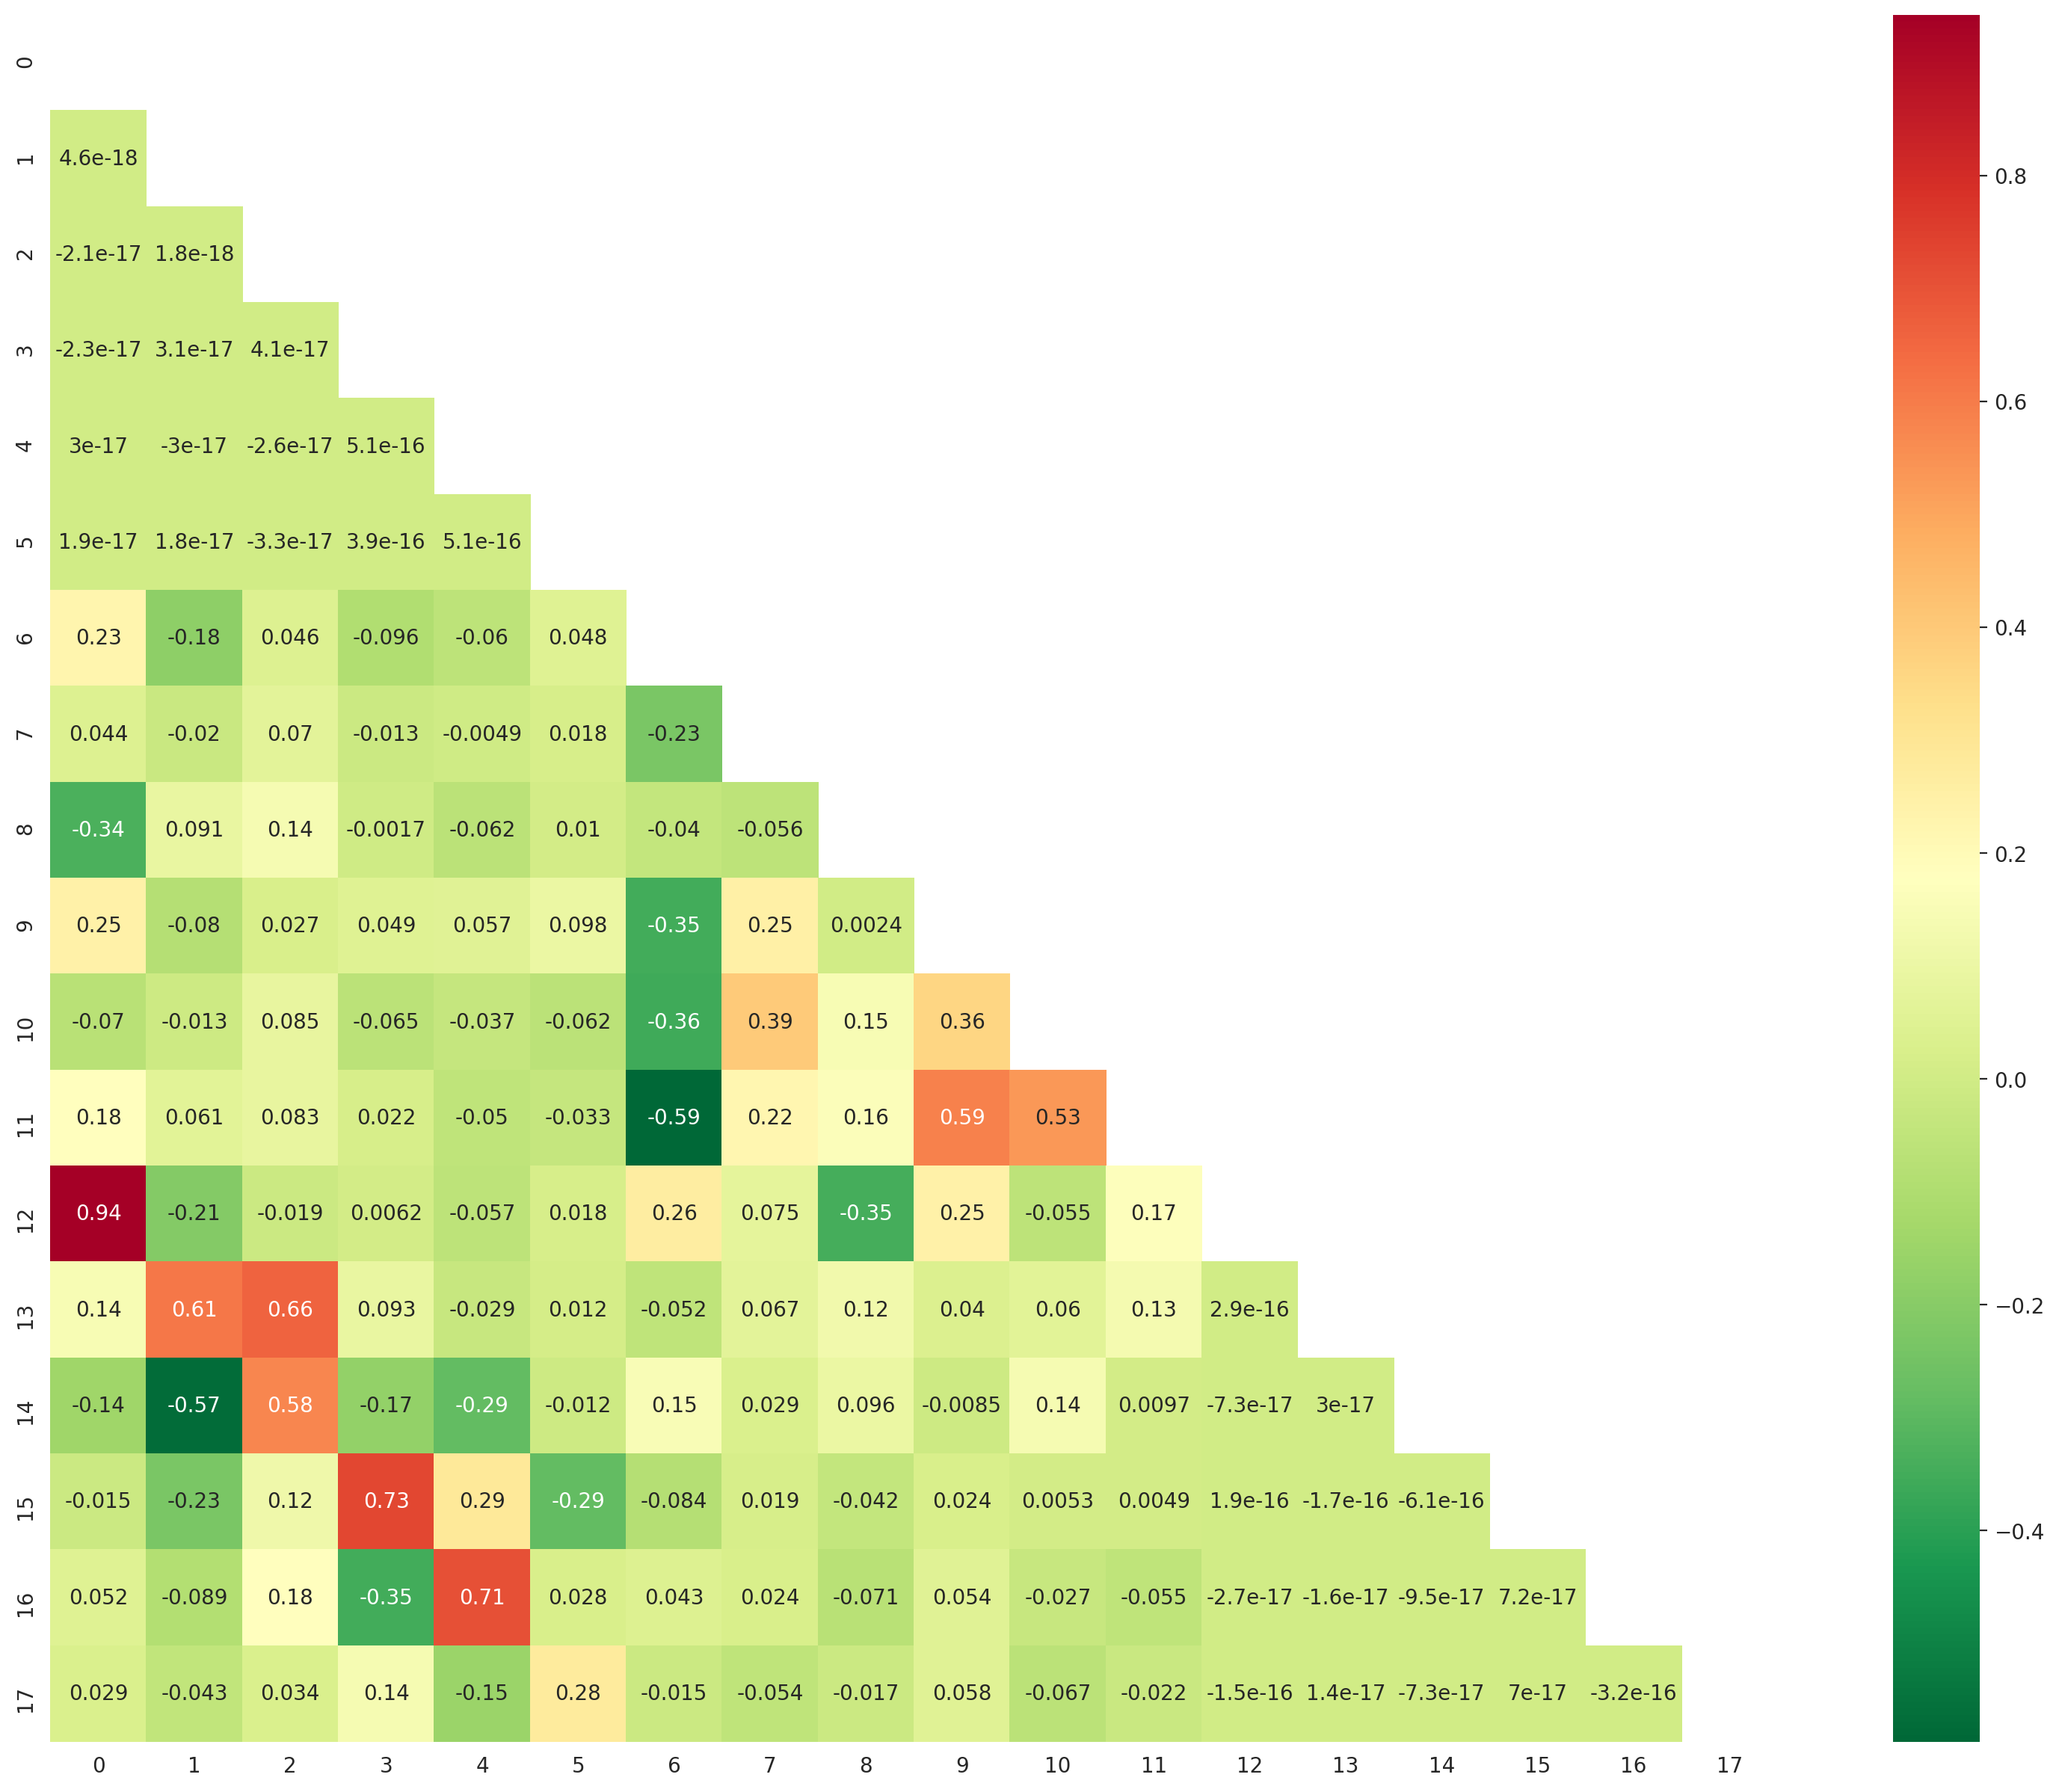 0
1 4.6e-18
2 -2.1e-17 1.8e-18
3 -2.3e-17 3.1e-17 4.1e-17
4 3e-17 -3e-17 -2.6e-17 5.1e-16
5 1.9e-17 1.8e-17 -3.3e-17 3.9e-16 5.1e-16
6 0.23 -0.18 0.046 -0.096 -0.06 0.048
7 0.044 -0.02 0.07 -0.013 -0.0049 0.018 -0.23
8 -0.34 0.091 0.14 -0.0017 -0.062 0.01 -0.04 -0.056
9 0.25 -0.08 0.027 0.049 0.057 0.098 -0.35 0.25 0.0024
10 -0.07 -0.013 0.085 -0.065 -0.037 -0.062 -0.36 0.39 0.15 0.36
11 0.18 0.061 0.083 0.022 -0.05 -0.033 -0.59 0.22 0.16 0.59 0.53
12 0.94 -0.21 -0.019 0.0062 -0.057 0.018 0.26 0.075 -0.35 0.25 -0.055 0.17
13 0.14 0.61 0.66 0.093 -0.029 0.012 -0.052 0.067 0.12 0.04 0.06 0.13 2.9e-16
14 -0.14 -0.57 0.58 -0.17 -0.29 -0.012 0.15 0.029 0.096 -0.0085 0.14 0.0097 -7.3e-17 3e-17
15 -0.015 -0.23 0.12 0.73 0.29 -0.29 -0.084 0.019 -0.042 0.024 0.0053 0.0049 1.9e-16 -1.7e-16 -6.1e-16
16 0.052 -0.089 0.18 -0.35 0.71 0.028 0.043 0.024 -0.071 0.054 -0.027 -0.055 -2.7e-17 -1.6e-17 -9.5e-17 7.2e-17
17 0.029 -0.043 0.034 0.14 -0.15 0.28 -0.015 -0.054 -0.017 0.058 -0.067 -0.022 -1.5e-16 1.4e-17 -7.3e-17 7e-17 -3.2e-16
0 1 2 3 4 5 6 7 8 9 10 11 12 13 14 15 16 17
0.8
0.6
0.4
0.2
0.0
−0.2
−0.4